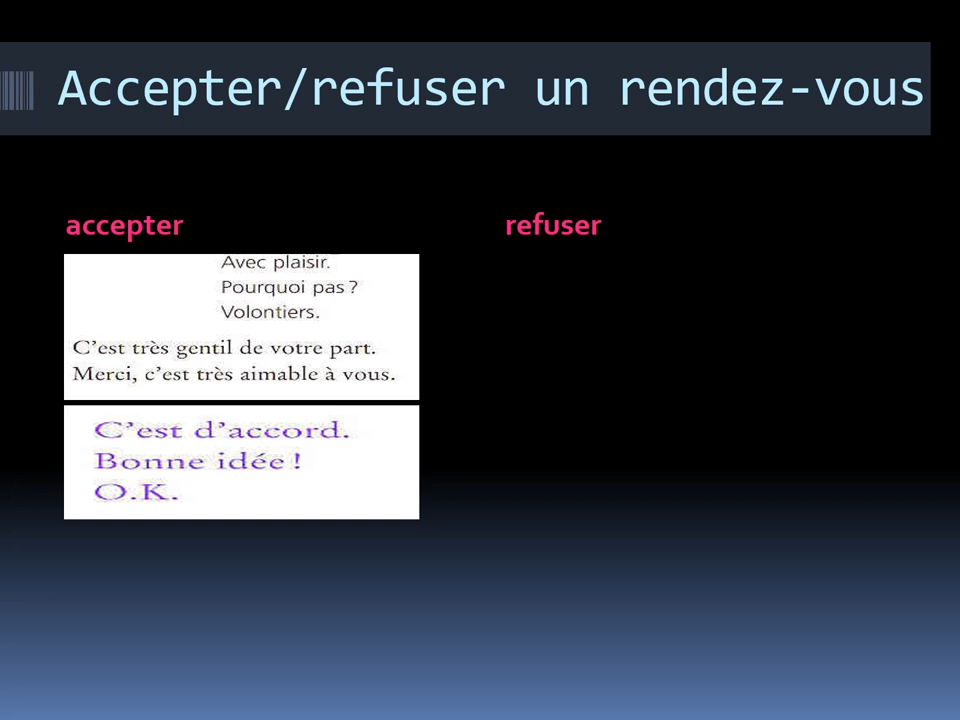 Accepter/refuser un rendez-vous
accepter
Avec plaisir.
Pourquoi pas ?
Volontiers.
C'est très gentil de votre part.
Merci, c'est très aimable à vous.
C'est d'accord.
Bonne idée !
O.K.
refuser